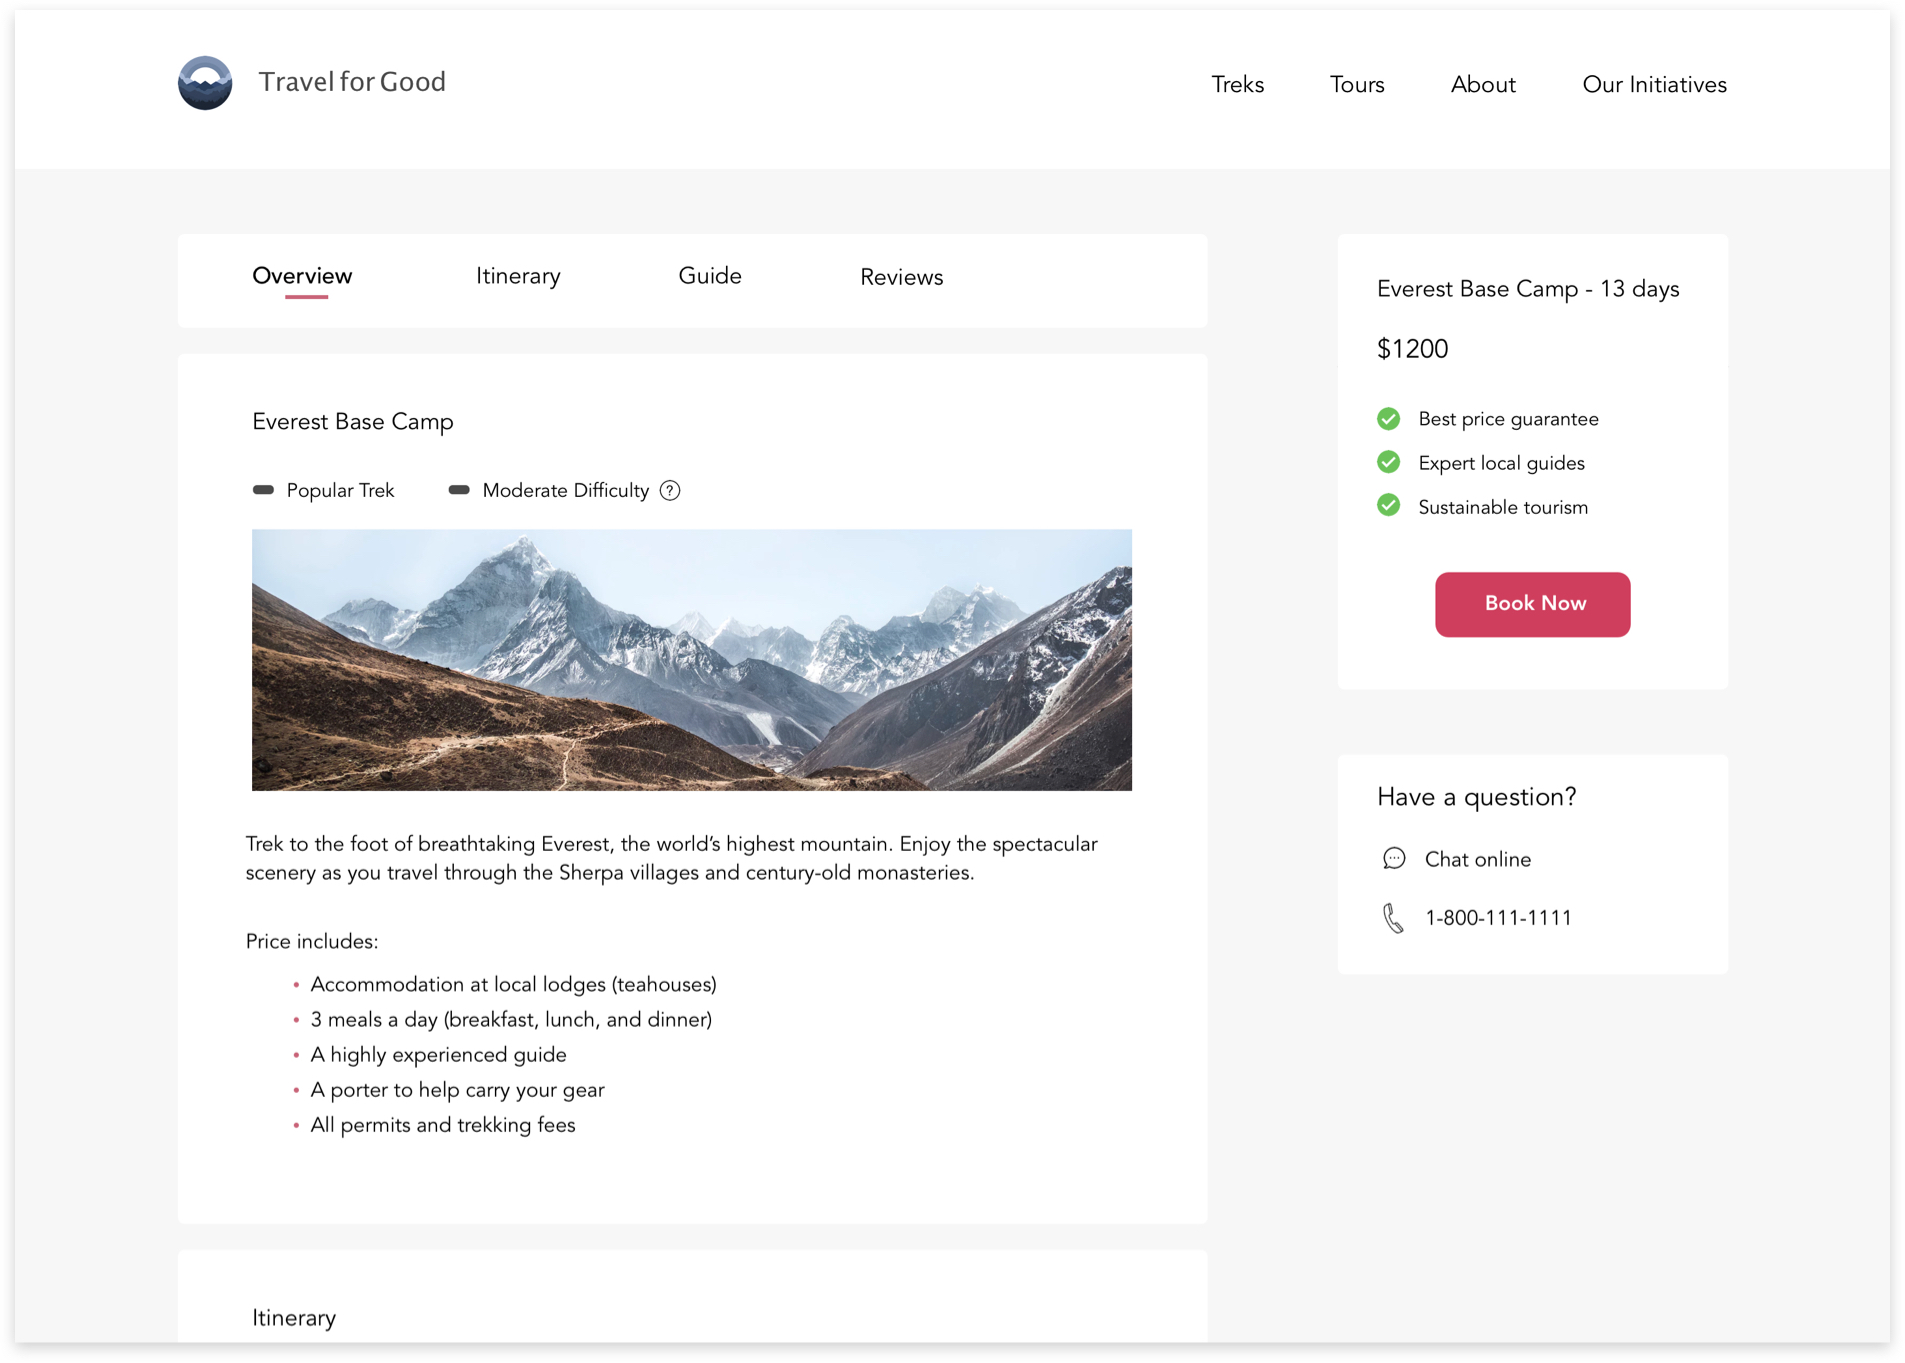 Travel for Good
Treks
Tours
About
Our Initiatives
Overview
Itinerary
Guide
Reviews
Everest Base Camp
Popular Trek
Moderate Difficulty ?
Trek to the foot of breathtaking Everest, the world’s highest mountain. Enjoy the spectacular
scenery as you travel through the Sherpa villages and century-old monasteries.
Price includes:
• Accommodation at local lodges (teahouses)
• 3 meals a day (breakfast, lunch, and dinner)
• A highly experienced guide
• A porter to help carry your gear
• All permits and trekking fees
Itinerary
Everest Base Camp - 13 days
$1200
Best price guarantee
Expert local guides
Sustainable tourism
Book Now
Have a question?
Chat online
1-800-111-1111